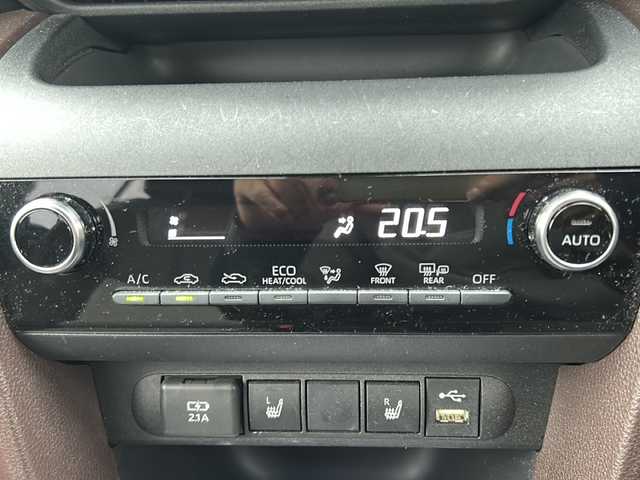 20.5
AUTO
A/C
ECO
HEAT/COOL
FRONT
REAR
OFF
2.1A
L
R